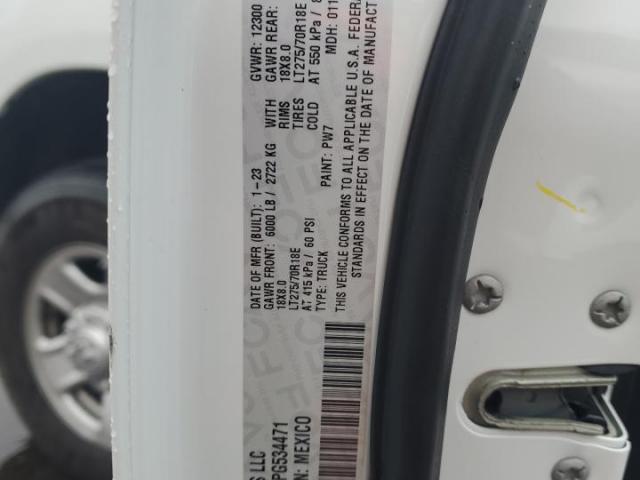 S LLC
DATE OF MFR (BUILT): 1-23 GVWR: 12300
GAWR FRONT: 6000 LB / 2722 KG WITH GAWR REAR:
18X8.0 RIMS 18X8.0
LT275/70R18E TIRES LT275/70R18E
AT 415 kPa / 60 PSI COLD AT 550 kPa / 8
TYPE: TRUCK PAINT: PW7 MDH: 011
THIS VEHICLE CONFORMS TO ALL APPLICABLE U.S.A. FEDERA
STANDARDS IN EFFECT ON THE DATE OF MANUFACT
PG534471
N: MEXICO